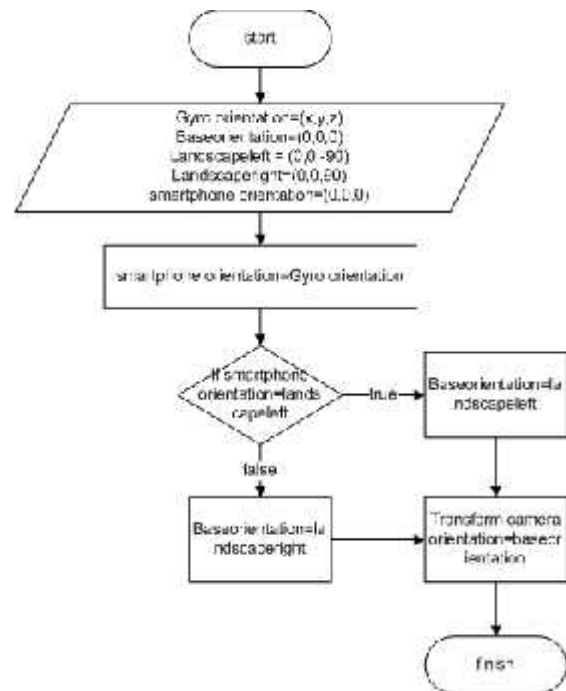 start
Gyro orientation=(x,y,z)
Baseorientation=(0,0,0)
Landscapeleft = (0,0,-90)
Landscaperight=(0,0,90)
smartphone orientation=(0,0,0)
smartphone orientation=Gyro orientation
If smartphone
orientation=lands
capeleft
true
Baseorientation=la
ndscapeleft
false
Baseorientation=la
ndscaperight
Transform camera
orientation=baseor
ientation
finish